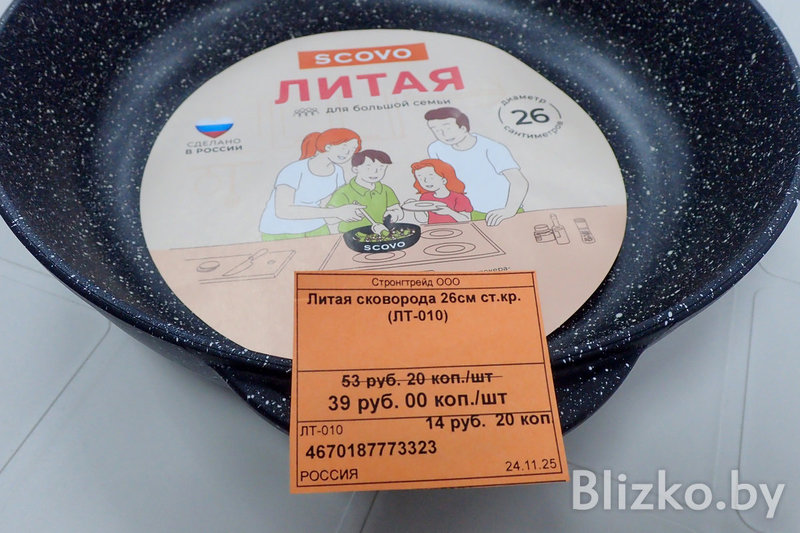 SCOVO
ЛИТАЯ
для большой семьи
диаметр
26
сантиметров
СДЕЛАНО
В РОССИИ
SCOVO
Стронгтрейд ООО
Литая сковорода 26см ст.кр.
(ЛТ-010)
53 руб. 20 коп./шт
39 руб. 00 коп./шт
14 руб. 20 коп
ЛТ-010
4670187773323
РОССИЯ
24.11.25
Blizko.by